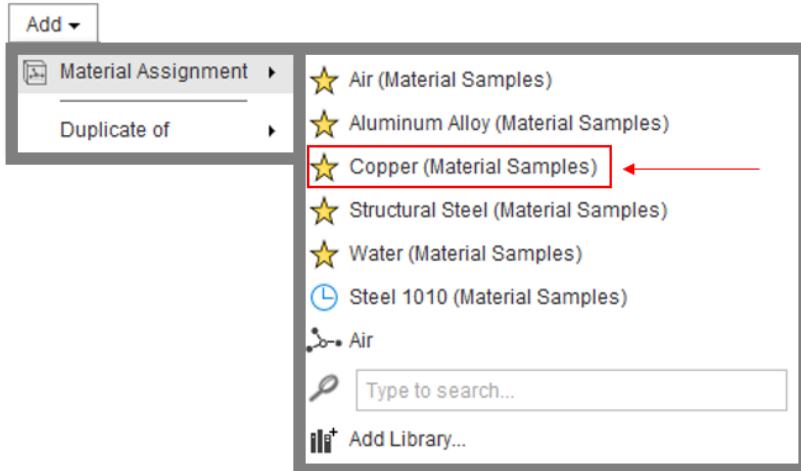 Add
Material Assignment
Duplicate of
Air (Material Samples)
Aluminum Alloy (Material Samples)
Copper (Material Samples)
Structural Steel (Material Samples)
Water (Material Samples)
Steel 1010 (Material Samples)
Air
Type to search...
Add Library...